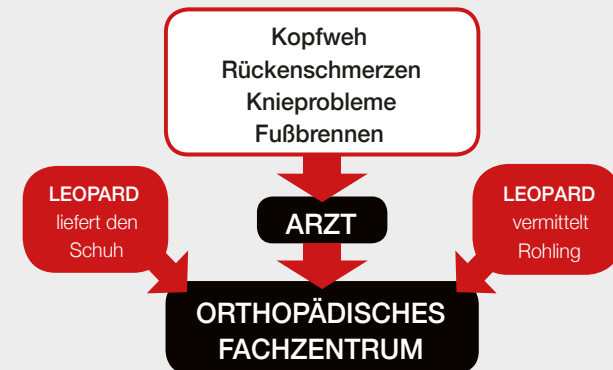 Kopfweh
Rückenschmerzen
Knieprobleme
Fußbrennen
LEOPARD
liefert den
Schuh
ARZT
LEOPARD
vermittelt
Rohling
ORTHOPÄDISCHES
FACHZENTRUM